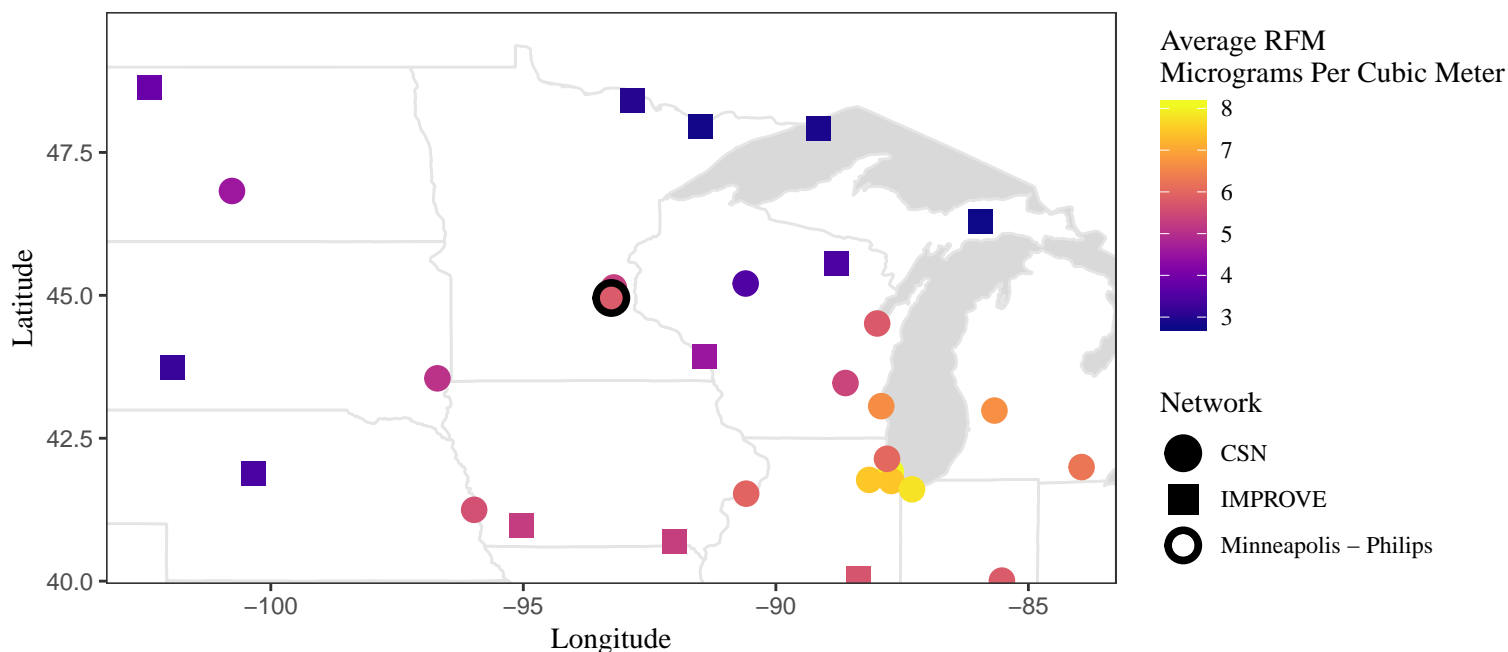 Average RFM
Micrograms Per Cubic Meter
8
7
6
5
4
3
Network
CSN
IMPROVE
Minneapolis – Philips
Latitude
47.5
45.0
42.5
40.0
−100
−95
−90
−85
Longitude